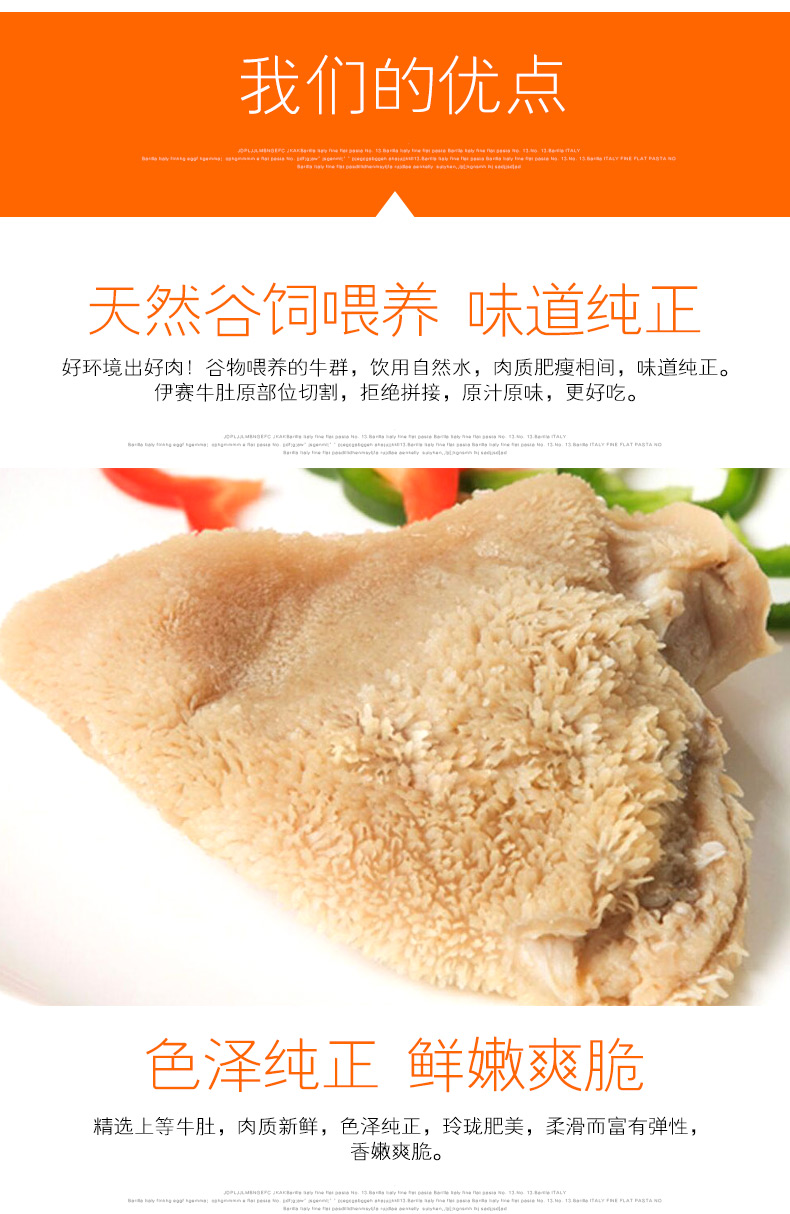 我们的优点
天然谷饲喂养 味道纯正
好环境出好肉！谷物喂养的牛群，饮用自然水，肉质肥瘦相间，味道纯正。
伊赛牛肚原部位切割，拒绝拼接，原汁原味，更好吃。
色泽纯正 鲜嫩爽脆
精选上等牛肚，肉质新鲜，色泽纯正，玲珑肥美，柔滑而富有弹性，
香嫩爽脆。